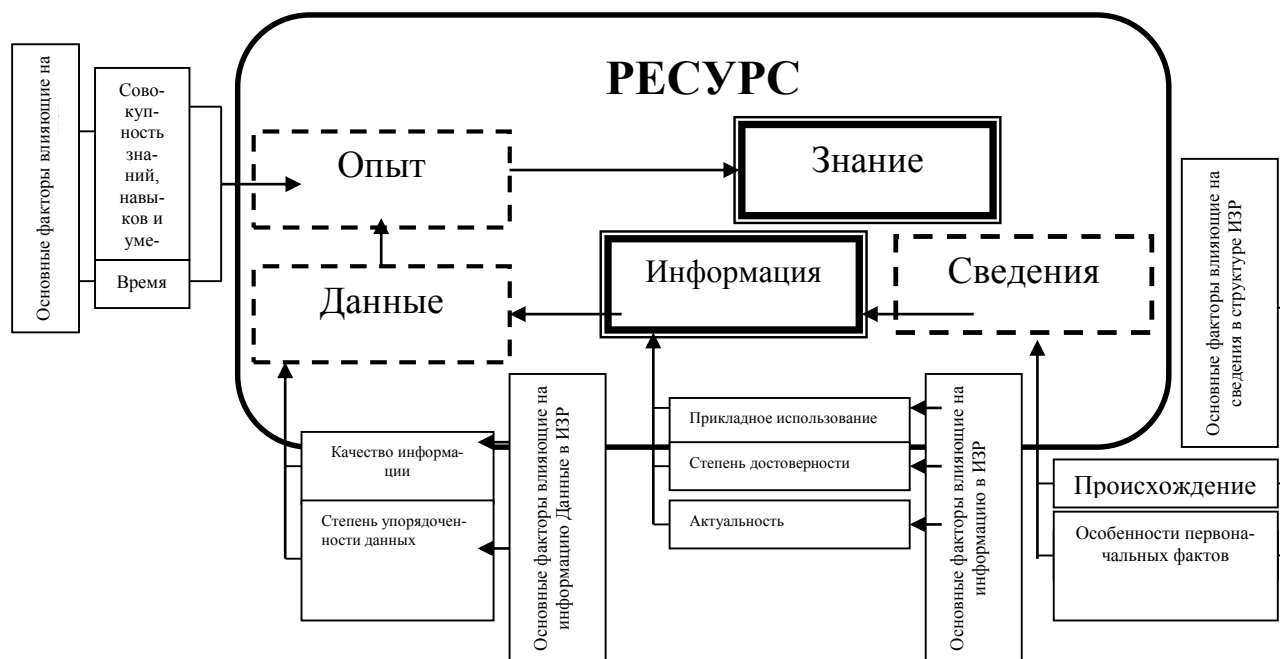 РЕСУРС
Основные факторы влияющие на
Сово-
купность
зна-
ний,
навы-
ков и
уме-
Время
Опыт
Знание
Данные
Информация
Сведения
Основные факторы влияющие на
сведения в структуре ИЗР
Качество информа-
ции
Степень упорядочен-
ности данных
Основные факторы влияющие на
информацию Данные в ИЗР
Прикладное использование
Степень достоверности
Актуальность
Основные факторы влияющие на
информацию в ИЗР
Происхождение
Особенности первона-
чальных фактов